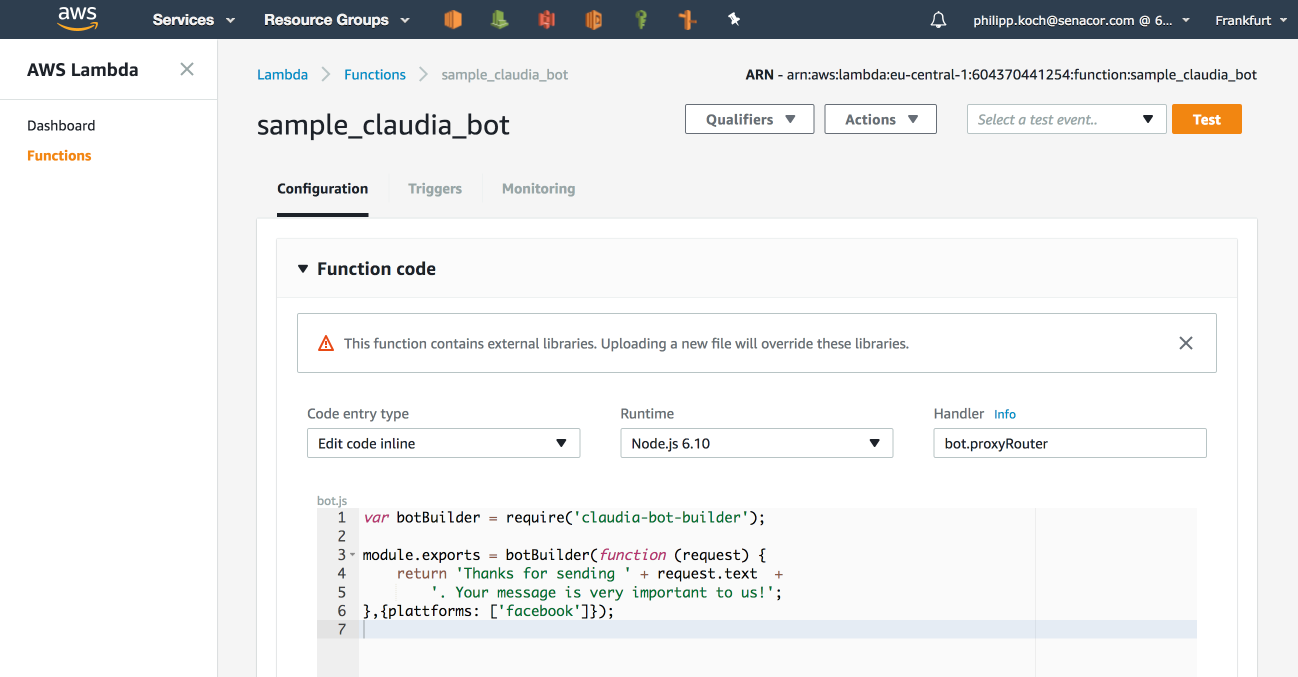 aws Services Resource Groups philipp.koch@senacor.com @ 6... Frankfurt
AWS Lambda
Dashboard
Functions
Lambda Functions sample_claudia_bot
ARN - arn:aws:lambda:eu-central-1:604370441254:function:sample_claudia_bot
sample_claudia_bot
Qualifiers Actions Select a test event.. Test
Configuration Triggers Monitoring
Function code
This function contains external libraries. Uploading a new file will override these libraries.
Code entry type Runtime Handler Info
Edit code inline Node.js 6.10 bot.proxyRouter
bot.js
1 var botBuilder = require('claudia-bot-builder');
2
3 module.exports = botBuilder(function (request) {
4 return 'Thanks for sending ' + request.text +
5 '. Your message is very important to us!';
6 },{plattforms: ['facebook']});
7